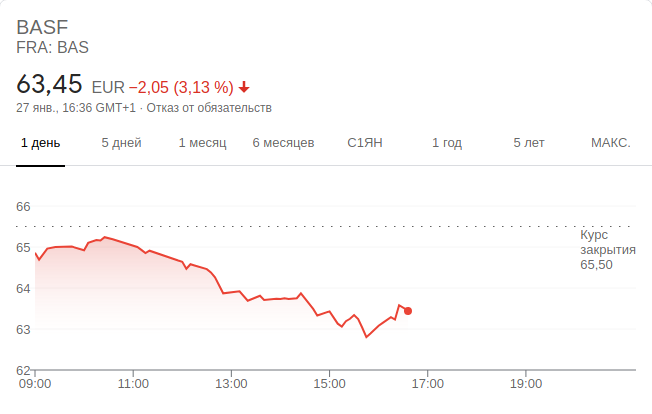 BASF
FRA: BAS
63,45 EUR −2,05 (3,13 %)
27 янв., 16:36 GMT+1 · Отказ от обязательств
1 день 5 дней 1 месяц 6 месяцев С1ЯН 1 год 5 лет МАКС.
66
Курс
закрытия
65,50
65
64
63
62
09:00 11:00 13:00 15:00 17:00 19:00